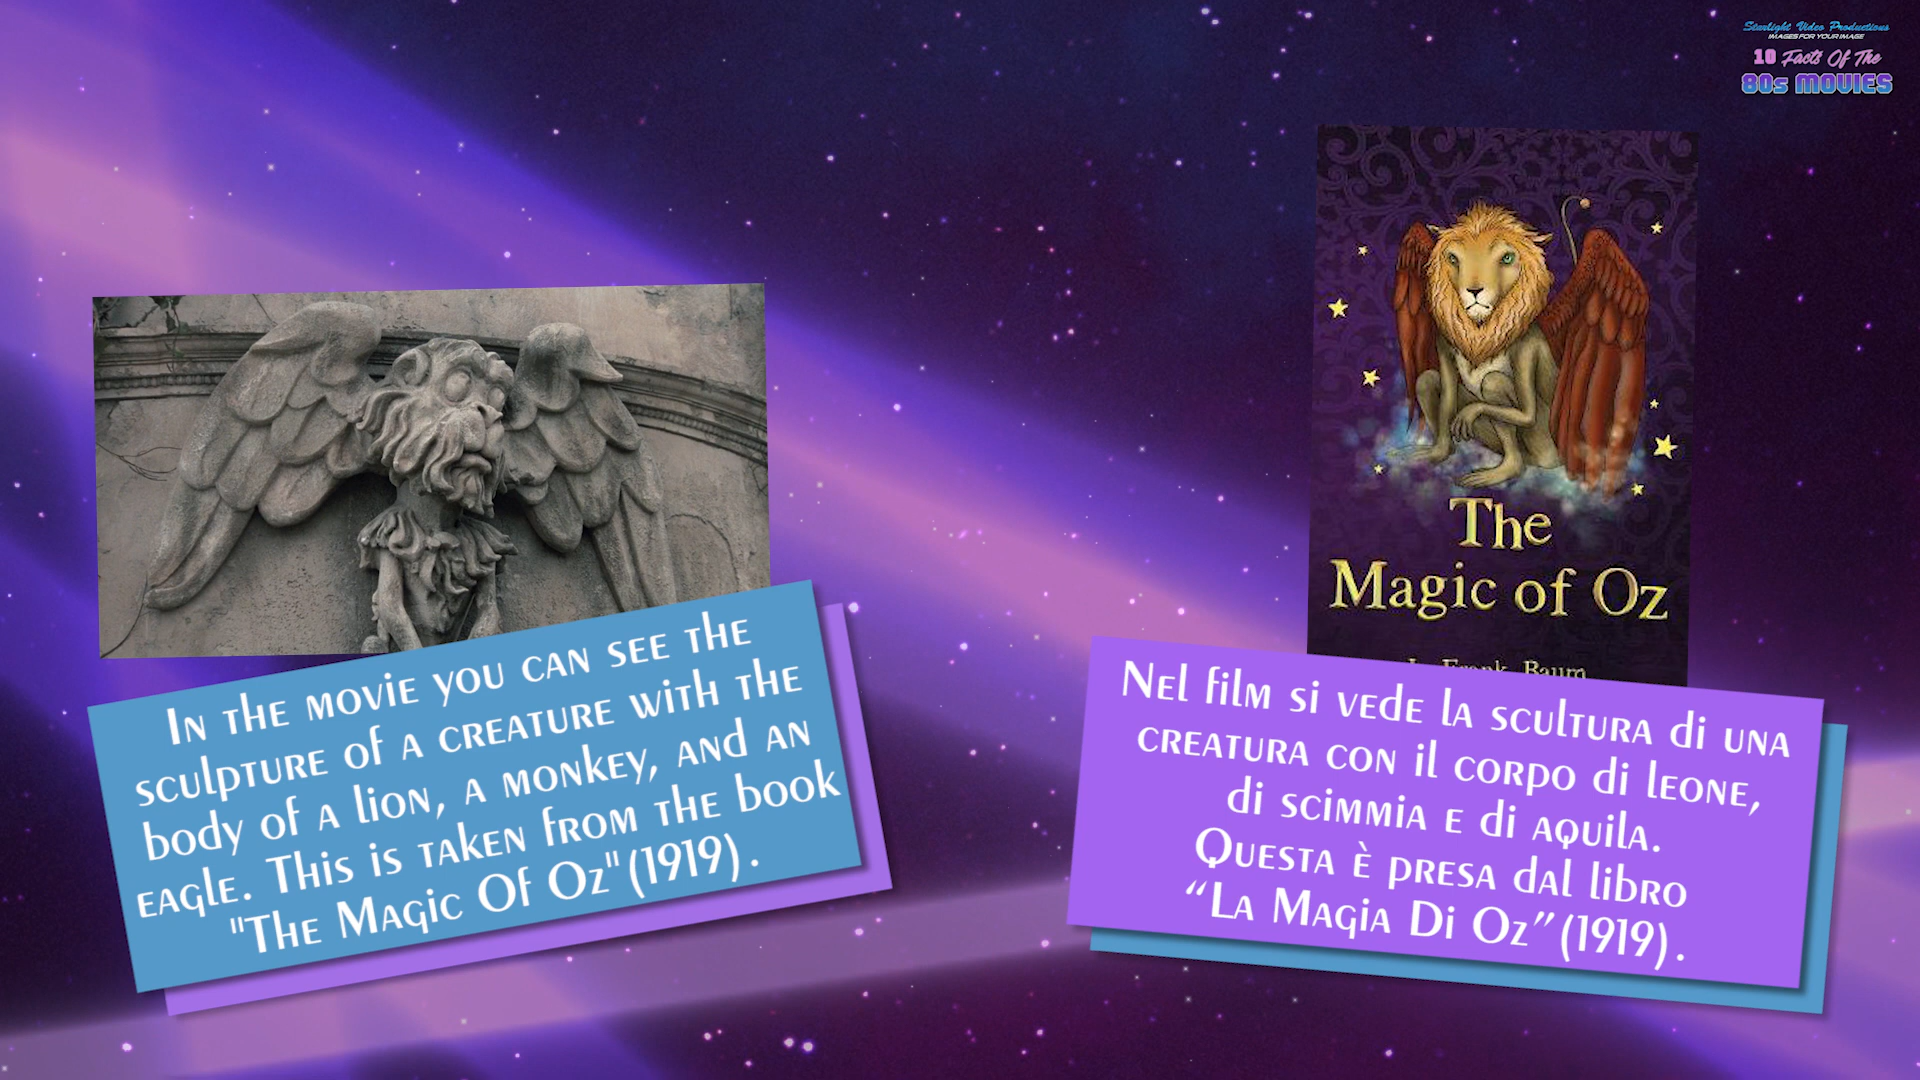 Starlight Video Productions
IMAGES FOR YOUR IMAGE
10 Facts Of The
80s MOVIES
The
Magic of Oz
L. Frank Baum
In the movie you can see the
sculpture of a creature with the
body of a lion, a monkey, and an
eagle. This is taken from the book
"The Magic Of Oz"(1919).
Nel film si vede la scultura di una
creatura con il corpo di leone,
di scimmia e di aquila.
Questa è presa dal libro
“La Magia Di Oz”(1919).